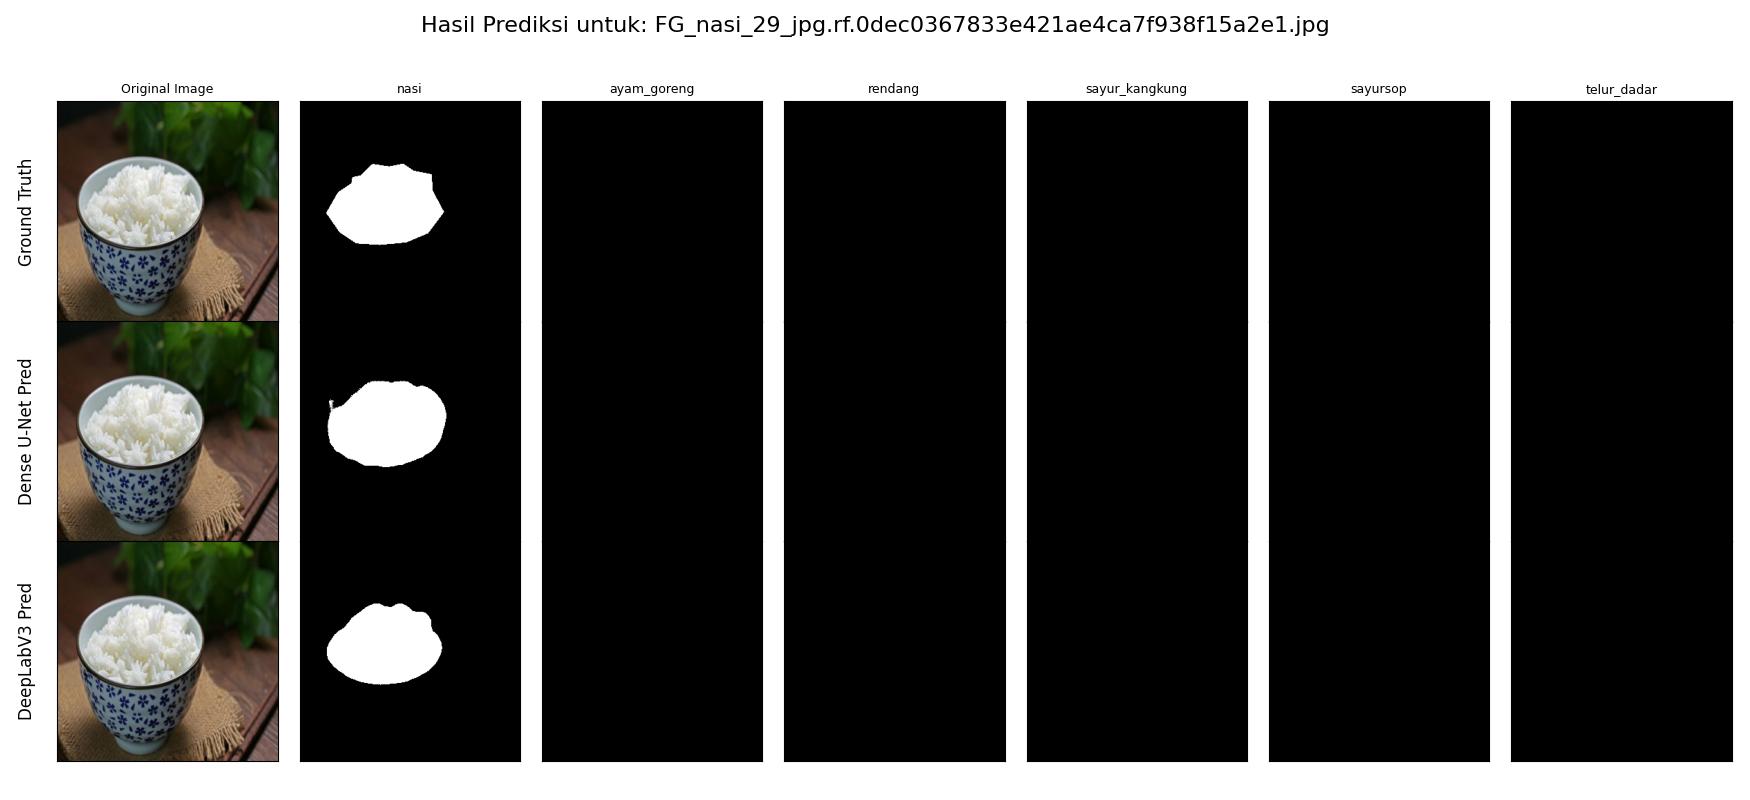 Hasil Prediksi untuk: FG_nasi_29_jpg.rf.0dec0367833e421ae4ca7f938f15a2e1.jpg
Original Image
nasi
ayam_goreng
rendang
sayur_kangkung
sayursop
telur_dadar
Ground Truth
Dense U-Net Pred
DeepLabV3 Pred